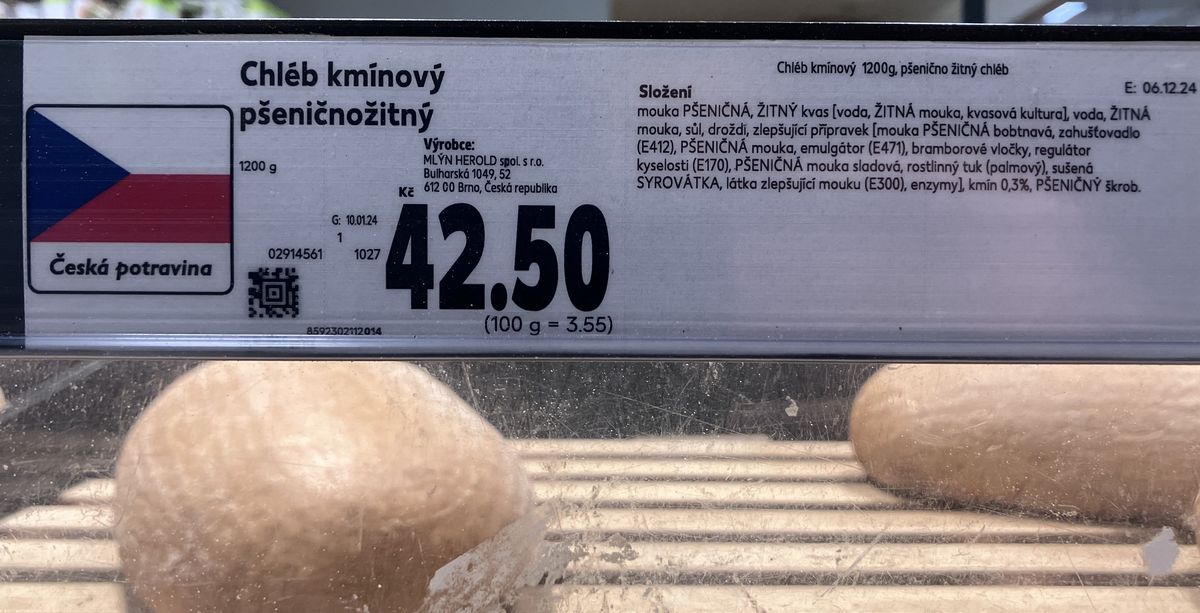 Chléb kmínový
pšeničnožitný
1200 g
Výrobce:
MLÝN HEROLD spol. s r.o.
Bulharská 1049, 52
612 00 Brno, Česká republika
Kč
42.50
(100 g = 3.55)
G: 10.01.24
1
02914561 1027
8592302112014
Česká potravina
Chléb kmínový 1200g, pšenično žitný chléb
E: 06.12.24
Složení
mouka PŠENIČNÁ, ŽITNÝ kvas [voda, ŽITNÁ mouka, kvasová kultura], voda, ŽITNÁ
mouka, sůl, droždí, zlepšující přípravek [mouka PŠENIČNÁ bobtnavá, zahušťovadlo
(E412), PŠENIČNÁ mouka, emulgátor (E471), bramborové vločky, regulátor
kyselosti (E170), PŠENIČNÁ mouka sladová, rostlinný tuk (palmový), sušená
SYROVÁTKA, látka zlepšující mouku (E300), enzymy], kmín 0,3%, PŠENIČNÝ škrob.